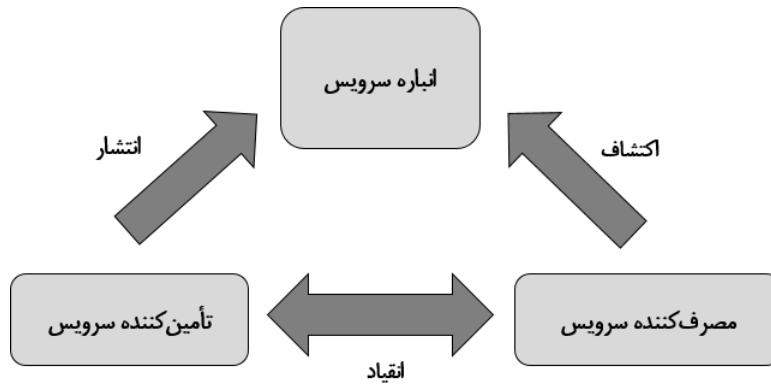 انباره سرویس
انتشار
اکتشاف
تأمین‌کننده سرویس
مصرف‌کننده سرویس
انقیاد